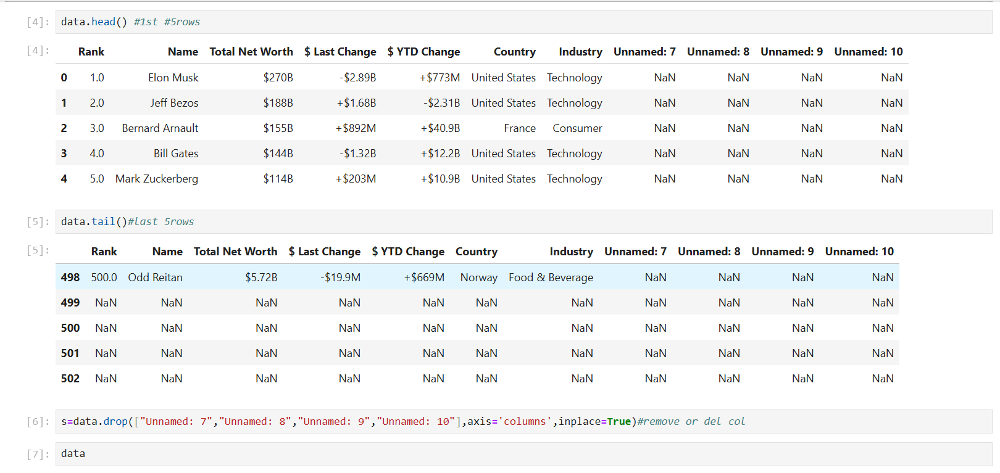 [4]: data.head() #1st #5rows
[4]: Rank Name Total Net Worth $ Last Change $ YTD Change Country Industry Unnamed: 7 Unnamed: 8 Unnamed: 9 Unnamed: 10
0 1.0 Elon Musk $270B -$2.89B +$773M United States Technology NaN NaN NaN NaN
1 2.0 Jeff Bezos $188B +$1.68B -$2.31B United States Technology NaN NaN NaN NaN
2 3.0 Bernard Arnault $155B +$892M +$40.9B France Consumer NaN NaN NaN NaN
3 4.0 Bill Gates $144B -$1.32B +$12.2B United States Technology NaN NaN NaN NaN
4 5.0 Mark Zuckerberg $114B +$203M +$10.9B United States Technology NaN NaN NaN NaN
[5]: data.tail()#last 5rows
[5]: Rank Name Total Net Worth $ Last Change $ YTD Change Country Industry Unnamed: 7 Unnamed: 8 Unnamed: 9 Unnamed: 10
498 500.0 Odd Reitan $5.72B -$19.9M +$669M Norway Food & Beverage NaN NaN NaN NaN
499 NaN NaN NaN NaN NaN NaN NaN NaN NaN NaN NaN
500 NaN NaN NaN NaN NaN NaN NaN NaN NaN NaN NaN
501 NaN NaN NaN NaN NaN NaN NaN NaN NaN NaN NaN
502 NaN NaN NaN NaN NaN NaN NaN NaN NaN NaN NaN
[6]: s=data.drop(["Unnamed: 7","Unnamed: 8","Unnamed: 9","Unnamed: 10"],axis='columns',inplace=True)#remove or del col
[7]: data